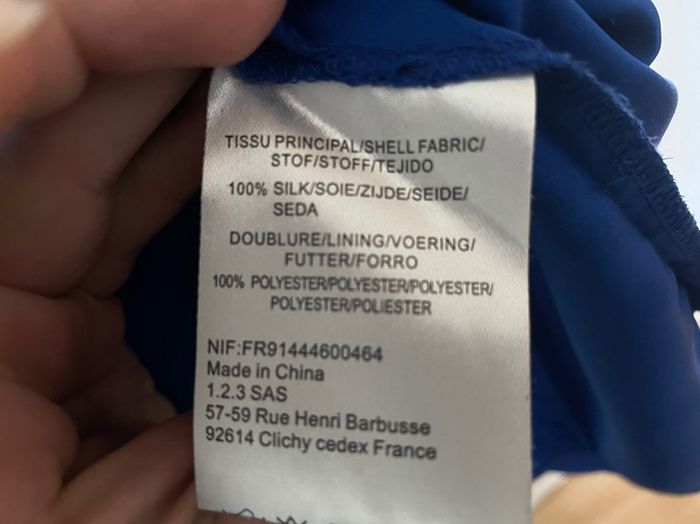 TISSU PRINCIPAL/SHELL FABRIC/
STOF/STOFF/TEJIDO
100% SILK/SOIE/ZIJDE/SEIDE/
SEDA
DOUBLURE/LINING/VOERING/
FUTTER/FORRO
100% POLYESTER/POLYESTER/POLYESTER/
POLYESTER/POLIESTER
NIF:FR91444600464
Made in China
1.2.3 SAS
57-59 Rue Henri Barbusse
92614 Clichy cedex France